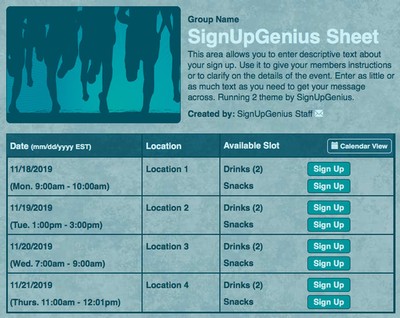 Group Name
SignUpGenius Sheet
This area allows you to enter descriptive text about
your sign up. Use it to give your members instructions
or to clarify on the details of the event. Enter as little or
as much text as you need to get your message
across. Running 2 theme by SignUpGenius.
Created by: SignUpGenius Staff
Date (mm/dd/yyyy EST) Location Available Slot Calendar View
11/18/2019 Location 1 Drinks (2) Sign Up
(Mon. 9:00am - 10:00am) Snacks Sign Up
11/19/2019 Location 2 Drinks (2) Sign Up
(Tue. 1:00pm - 3:00pm) Snacks Sign Up
11/20/2019 Location 3 Drinks (2) Sign Up
(Wed. 7:00am - 9:00am) Snacks Sign Up
11/21/2019 Location 4 Drinks (2) Sign Up
(Thurs. 11:00am - 12:01pm) Snacks Sign Up